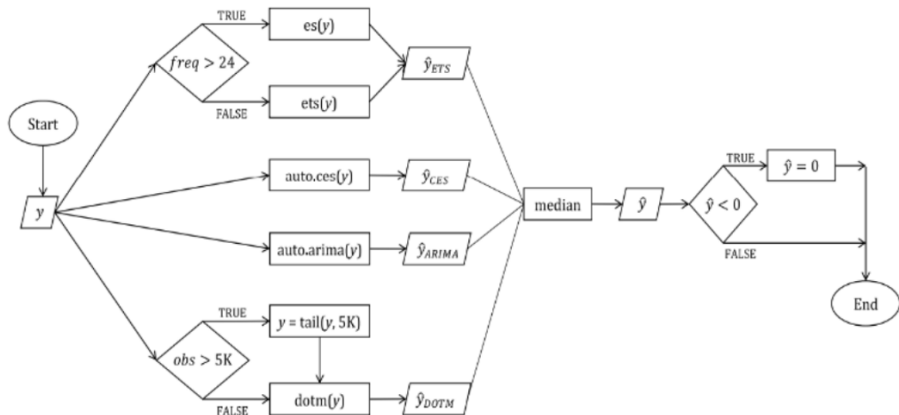 Start
y
freq > 24
TRUE
FALSE
es(y)
ets(y)
ŷ_ETS
auto.ces(y)
ŷ_CES
auto.arima(y)
ŷ_ARIMA
obs > 5K
TRUE
FALSE
y = tail(y, 5K)
dotm(y)
ŷ_DOTM
median
ŷ
ŷ < 0
TRUE
FALSE
ŷ = 0
End